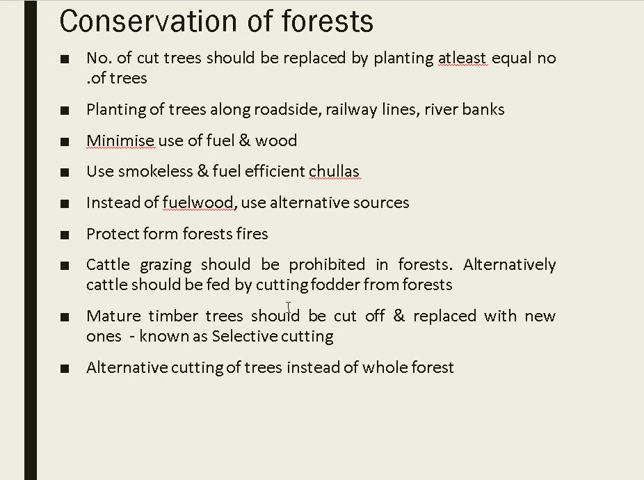 Conservation of forests
■ No. of cut trees should be replaced by planting atleast equal no
.of trees
■ Planting of trees along roadside, railway lines, river banks
■ Minimise use of fuel & wood
■ Use smokeless & fuel efficient chullas
■ Instead of fuelwood, use alternative sources
■ Protect form forests fires
■ Cattle grazing should be prohibited in forests. Alternatively
cattle should be fed by cutting fodder from forests
■ Mature timber trees should be cut off & replaced with new
ones - known as Selective cutting
■ Alternative cutting of trees instead of whole forest